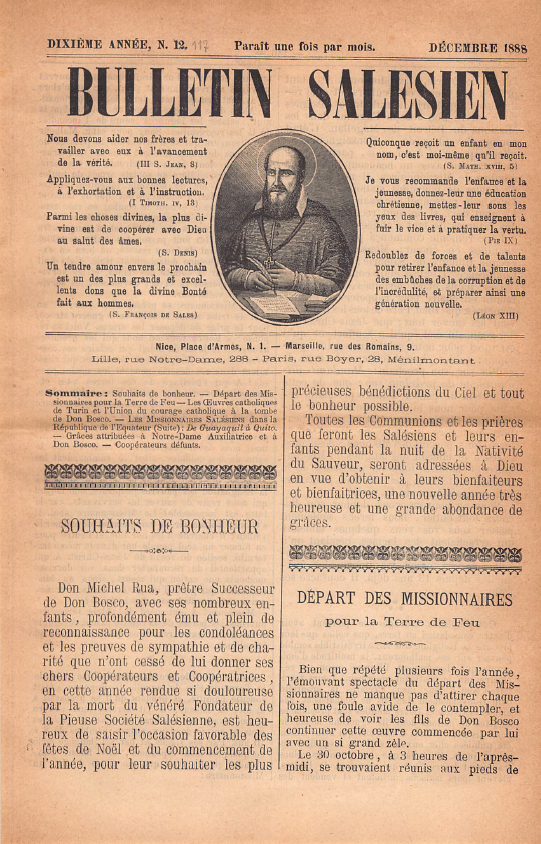 DIXIÈME ANNÉE, N. 12. 117 Paraît une fois par mois. DÉCEMBRE 1888
BULLETIN SALESIEN
Nous devons aider nos frères et tra-
vailler avec eux à l'avancement
de la vérité. (III S. JEAN, 8)
Appliquez-vous aux bonnes lectures,
à l'exhortation et à l'instruction.
(I TIMOTH. IV, 13)
Parmi les choses divines, la plus di-
vine est de coopérer avec Dieu
au salut des âmes.
(S. DENIS)
Un tendre amour envers le prochain
est un des plus grands et excel-
lents dons que la divine Bonté
fait aux hommes.
(S. FRANÇOIS DE SALES)
Quiconque reçoit un enfant en mon
nom, c'est moi-même qu'il reçoit.
(S. MATH. XVIII, 5)
Je vous recommande l'enfance et la
jeunesse, donnez-leur une éducation
chrétienne, mettez-leur sous les
yeux des livres, qui enseignent à
fuir le vice et à pratiquer la vertu.
(PIE IX)
Redoublez de forces et de talents
pour retirer l'enfance et la jeunesse
des embûches de la corruption et de
l'incrédulité, et préparer ainsi une
génération nouvelle.
(LÉON XIII)
Nice, Place d'Armes, N. 1. — Marseille, rue des Romains, 9.
Lille, rue Notre-Dame, 288 - Paris, rue Boyer, 28, Ménilmontant
Sommaire: Souhaits de bonheur. — Départ des Mis-
sionnaires pour la Terre de Feu — Les Œuvres catholiques
de Turin et l'Union du courage catholique à la tombe
de Don Bosco. — LES MISSIONNAIRES SALÉSIENS dans la
République de l'Equateur (Suite): De Guayaquil à Quito.
— Grâces attribuées à Notre-Dame Auxiliatrice et à
Don Bosco. — Coopérateurs défunts.
SOUHAITS DE BONHEUR
Don Michel Rua, prêtre Successeur
de Don Bosco, avec ses nombreux en-
fants, profondément ému et plein de
reconnaissance pour les condoléances
et les preuves de sympathie et de cha-
rité que n'ont cessé de lui donner ses
chers Coopérateurs et Coopératrices,
en cette année rendue si douloureuse
par la mort du vénéré Fondateur de
la Pieuse Société Salésienne, est heu-
reux de saisir l'occasion favorable des
fêtes de Noël et du commencement de
l'année, pour leur souhaiter les plus
précieuses bénédictions du Ciel et tout
le bonheur possible.
Toutes les Communions et les prières
que feront les Salésiens et leurs en-
fants pendant la nuit de la Nativité
du Sauveur, seront adressées à Dieu
en vue d'obtenir à leurs bienfaiteurs
et bienfaitrices, une nouvelle année très
heureuse et une grande abondance de
grâces.
DÉPART DES MISSIONNAIRES
pour la Terre de Feu
Bien que répété plusieurs fois l'année,
l'émouvant spectacle du départ des Mis-
sionnaires ne manque pas d'attirer chaque
fois, une foule avide de le contempler, et
heureuse de voir les fils de Don Bosco
continuer cette œuvre commencée par lui
avec un si grand zèle.
Le 30 octobre, à 3 heures de l'après-
midi, se trouvaient réunis aux pieds de